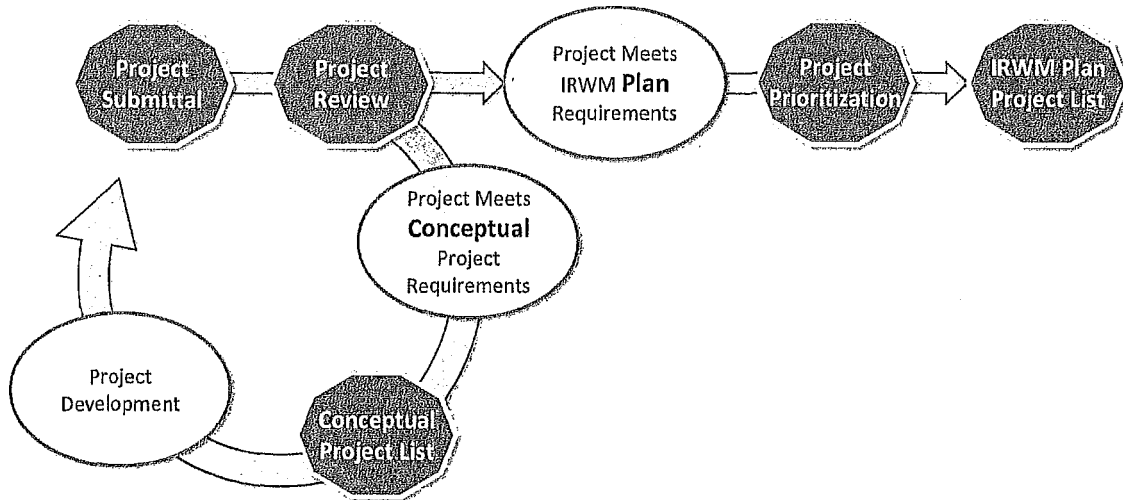 Project
Submittal
Project
Review
Project Meets
IRWM Plan
Requirements
Project
Prioritization
IRWM Plan
Project List
Project Meets
Conceptual
Project
Requirements
Conceptual
Project List
Project
Development